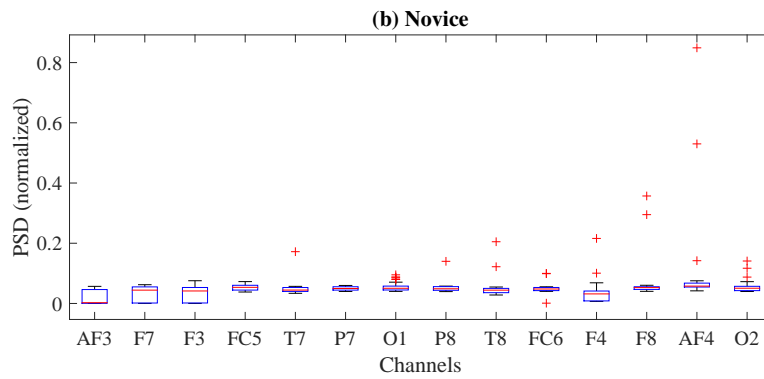 (b) Novice
PSD (normalized)
0.8
0.6
0.4
0.2
0
AF3 F7 F3 FC5 T7 P7 O1 P8 T8 FC6 F4 F8 AF4 O2
Channels